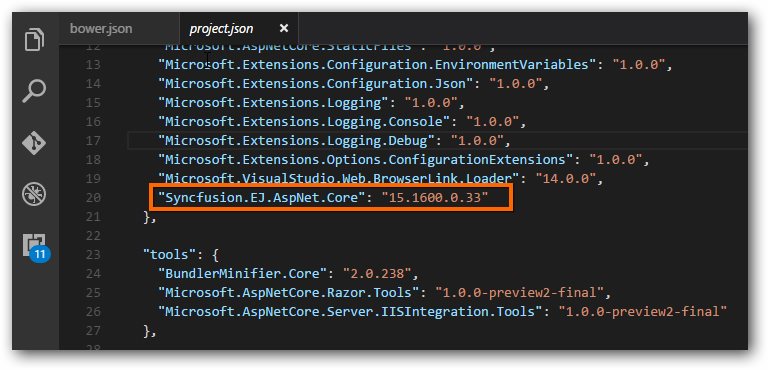 bower.json project.json ×
12 "Microsoft.AspNetCore.StaticFiles": "1.0.0",
13 "Microsoft.Extensions.Configuration.EnvironmentVariables": "1.0.0",
14 "Microsoft.Extensions.Configuration.Json": "1.0.0",
15 "Microsoft.Extensions.Logging": "1.0.0",
16 "Microsoft.Extensions.Logging.Console": "1.0.0",
17 "Microsoft.Extensions.Logging.Debug": "1.0.0",
18 "Microsoft.Extensions.Options.ConfigurationExtensions": "1.0.0",
19 "Microsoft.VisualStudio.Web.BrowserLink.Loader": "14.0.0",
20 "Syncfusion.EJ.AspNet.Core": "15.1600.0.33"
21 },
22
23 "tools": {
24 "BundlerMinifier.Core": "2.0.238",
25 "Microsoft.AspNetCore.Razor.Tools": "1.0.0-preview2-final",
26 "Microsoft.AspNetCore.Server.IISIntegration.Tools": "1.0.0-preview2-final"
27 },
28
11